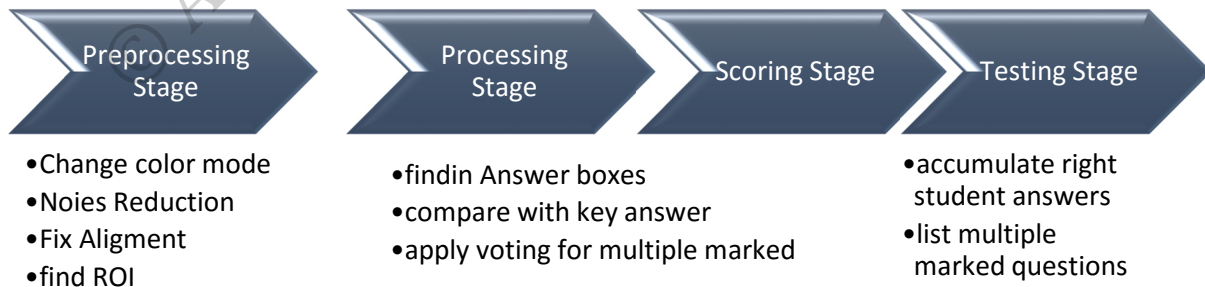 Preprocessing
Stage
Processing
Stage
Scoring Stage
Testing Stage
•Change color mode
•Noies Reduction
•Fix Aligment
•find ROI
•findin Answer boxes
•compare with key answer
•apply voting for multiple marked
•accumulate right
student answers
•list multiple
marked questions
© A